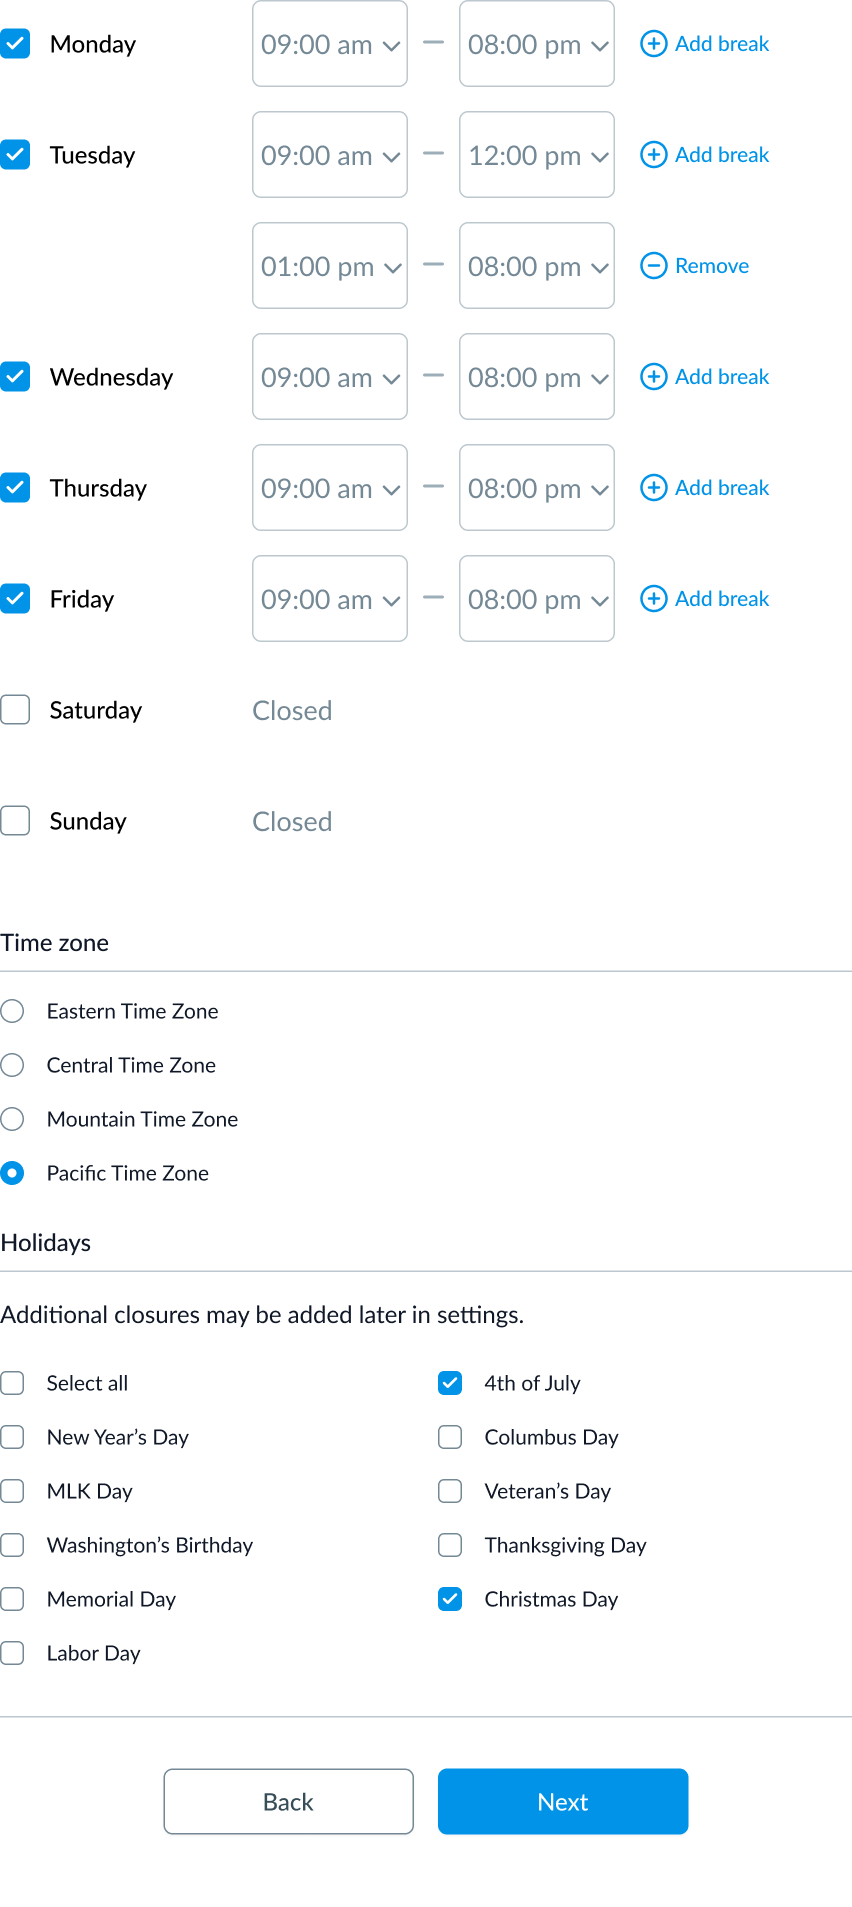 Monday 09:00 am – 08:00 pm Add break
Tuesday 09:00 am – 12:00 pm Add break
01:00 pm – 08:00 pm Remove
Wednesday 09:00 am – 08:00 pm Add break
Thursday 09:00 am – 08:00 pm Add break
Friday 09:00 am – 08:00 pm Add break
Saturday Closed
Sunday Closed
Time zone
Eastern Time Zone
Central Time Zone
Mountain Time Zone
Pacific Time Zone
Holidays
Additional closures may be added later in settings.
Select all
New Year’s Day
MLK Day
Washington’s Birthday
Memorial Day
Labor Day
4th of July
Columbus Day
Veteran’s Day
Thanksgiving Day
Christmas Day
Back
Next